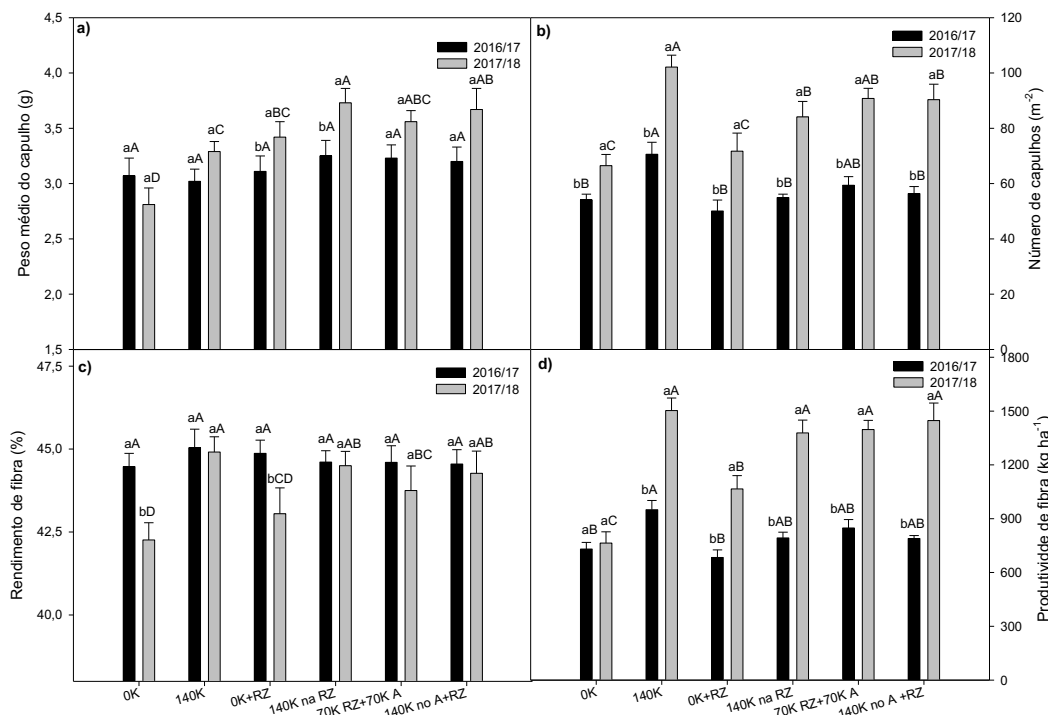 a)
2016/17
2017/18
Peso médio do capulho (g)
4,5
4,0
3,5
3,0
2,5
2,0
1,5
aA
aD
aA
aC
bA
aBC
bA
aA
aA
aABC
aA
aAB
b)
2016/17
2017/18
Número de capulhos (m-2)
120
100
80
60
40
20
0
bB
aC
bA
aA
bB
aC
bB
aB
bAB
aAB
bB
aB
c)
2016/17
2017/18
Rendimento de fibra (%)
47,5
45,0
42,5
40,0
aA
bD
aA
aA
aA
bCD
aA
aAB
aA
aBC
aA
aAB
0K
140K
0K+RZ
140K na RZ
70K RZ+70K A
140K no A+RZ
d)
2016/17
2017/18
Produtividde de fibra (kg ha-1)
1800
1500
1200
900
600
300
0
aB
aC
bA
aA
bB
aB
bAB
aA
bAB
aA
bAB
aA
0K
140K
0K+RZ
140K na RZ
70K RZ+70K A
140K no A +RZ